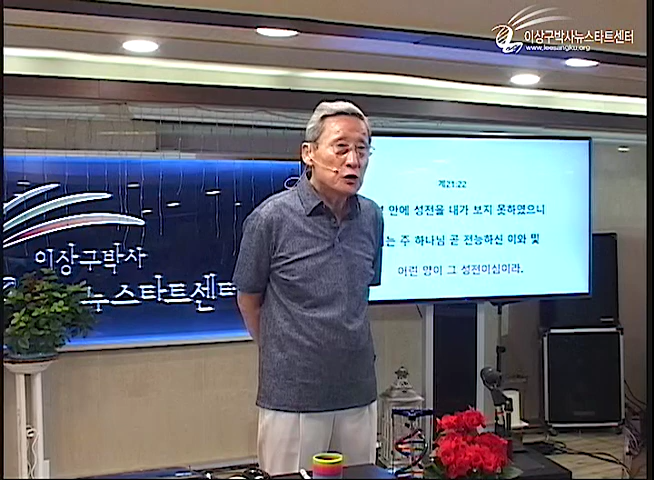 이상구박사뉴스타트센터
www.leesangku.org
계21:22
안에 성전을 내가 보지 못하였으니
는 주 하나님 곧 전능하신 이와 및
어린 양이 그 성전이심이라.
이상구박사
뉴스타트센터